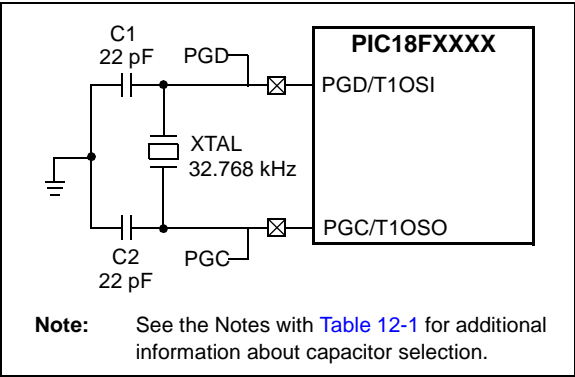 C1
22 pF
PGD
PIC18FXXXX
PGD/T1OSI
XTAL
32.768 kHz
PGC/T1OSO
C2
22 pF
PGC
Note: See the Notes with Table 12-1 for additional
information about capacitor selection.